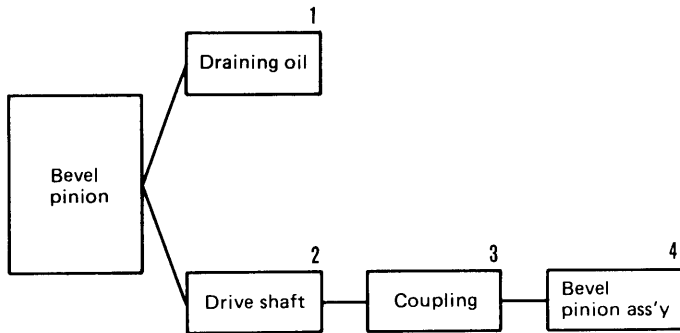 1
Draining oil
Bevel
pinion
2
Drive shaft
3
Coupling
4
Bevel
pinion ass'y